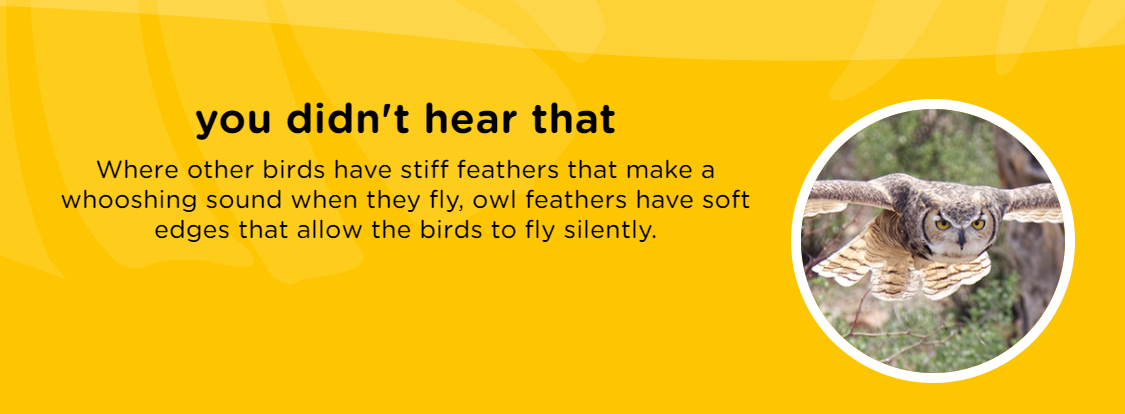 you didn't hear that
Where other birds have stiff feathers that make a
whooshing sound when they fly, owl feathers have soft
edges that allow the birds to fly silently.